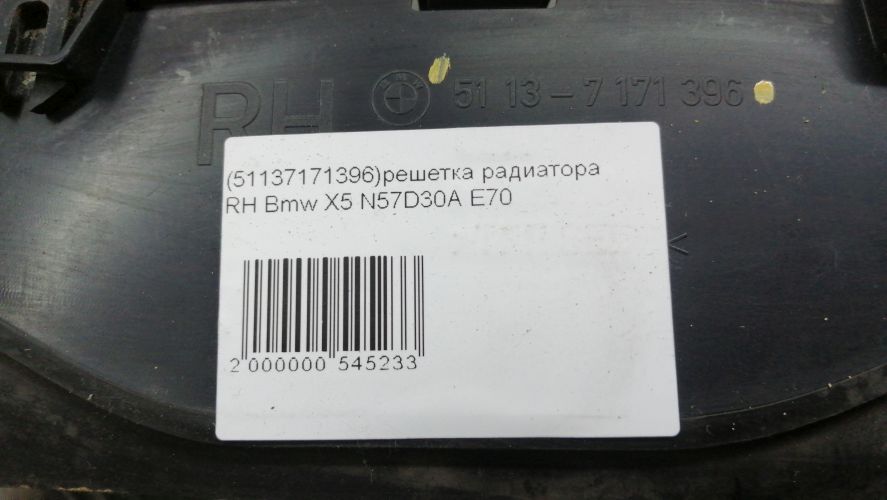 RH 51 13-7 171 396
(51137171396)решетка радиатора
RH Bmw X5 N57D30A E70
2 000000 545233